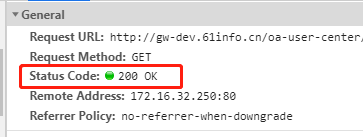 General
Request URL: http://gw-dev.61info.cn/oa-user-center/
Request Method: GET
Status Code: 200 OK
Remote Address: 172.16.32.250:80
Referrer Policy: no-referrer-when-downgrade